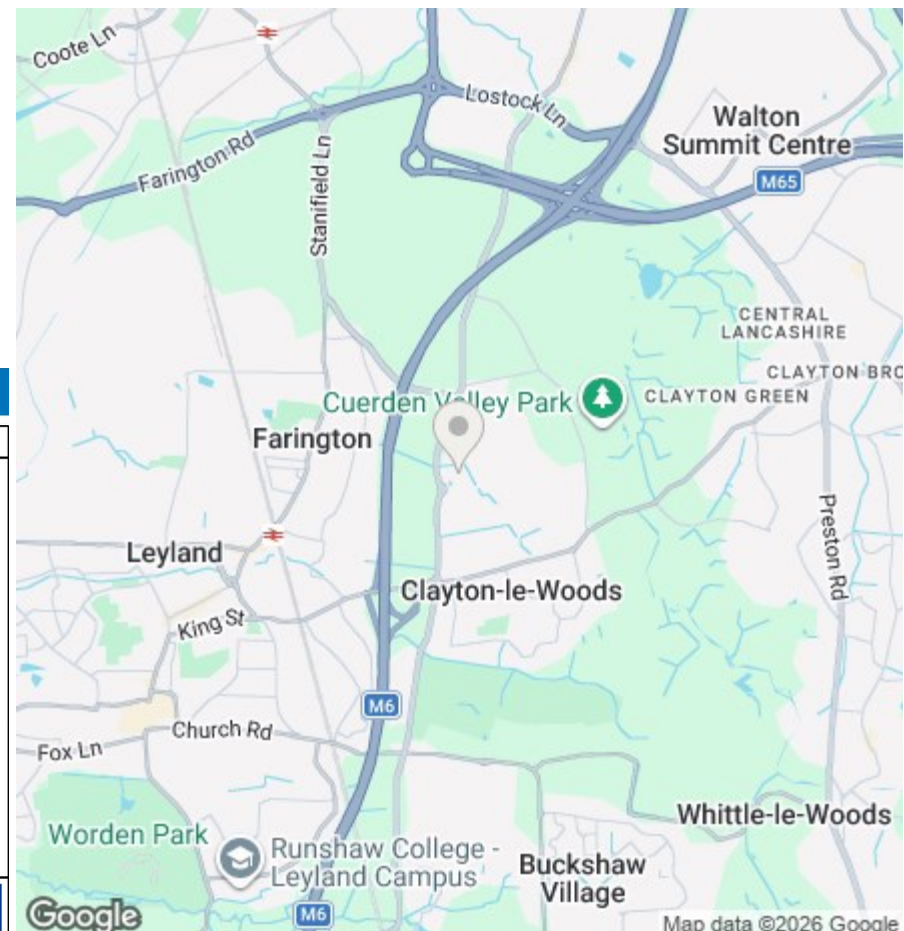 Coote Ln
Lostock Ln
Walton
Summit Centre
Farington Rd
Stanifield Ln
M65
CENTRAL
LANCASHIRE
CLAYTON BRO
Cuerden Valley Park
CLAYTON GREEN
Farington
Preston Rd
Leyland
Clayton-le-Woods
King St
M6
Church Rd
Fox Ln
Whittle-le-Woods
Worden Park
Runshaw College -
Leyland Campus
Buckshaw
Village
M6
Google
Map data ©2026 Google